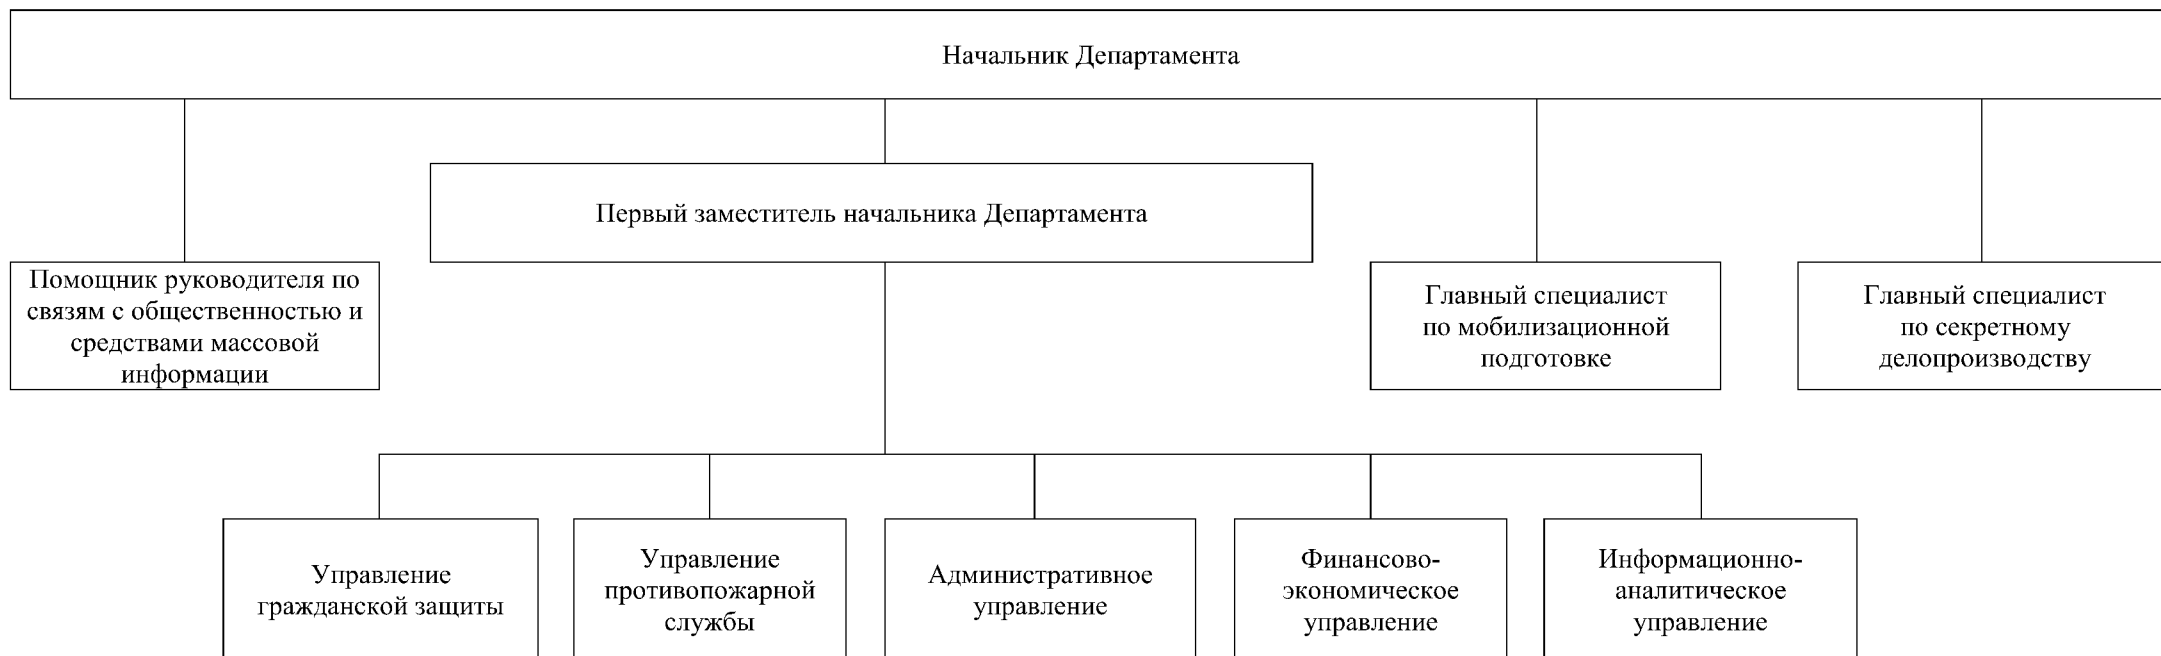 Начальник Департамента
Первый заместитель начальника Департамента
Помощник руководителя по
связям с общественностью и
средствами массовой
информации
Главный специалист
по мобилизационной
подготовке
Главный специалист
по секретному
делопроизводству
Управление
гражданской защиты
Управление
противопожарной
службы
Административное
управление
Финансово-
экономическое
управление
Информационно-
аналитическое
управление